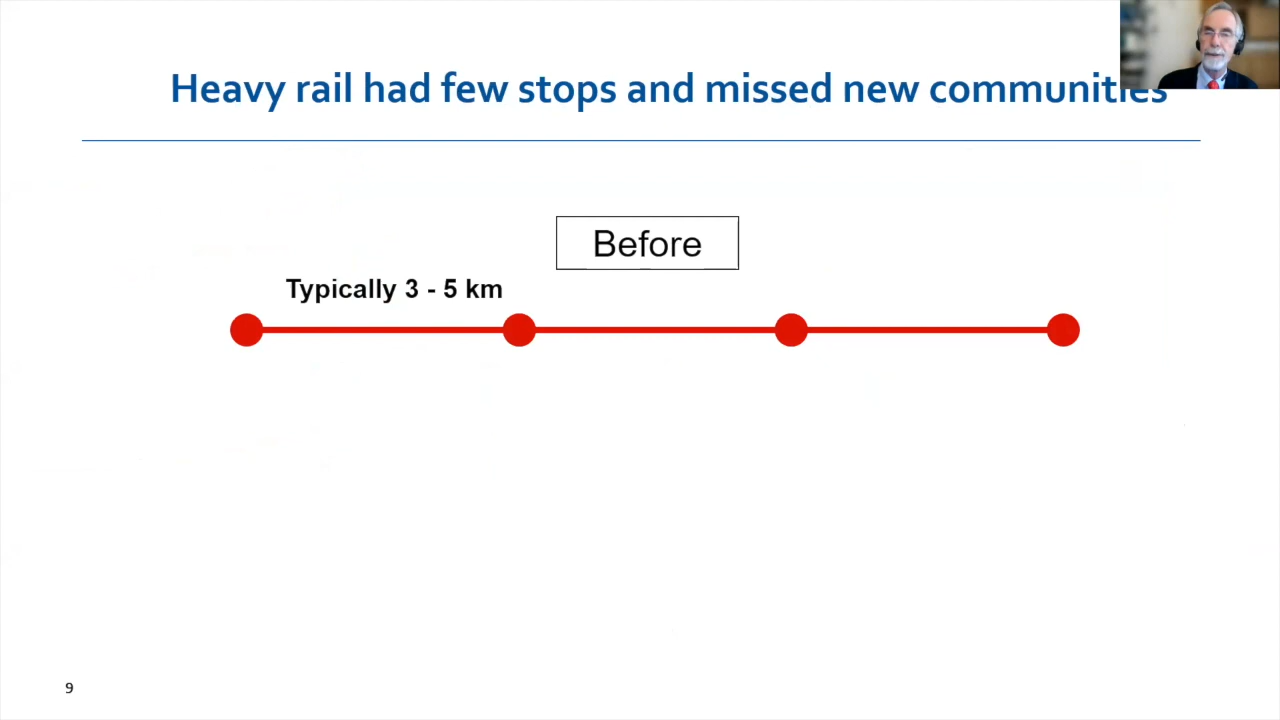 Heavy rail had few stops and missed new communities
Before
Typically 3 - 5 km
9